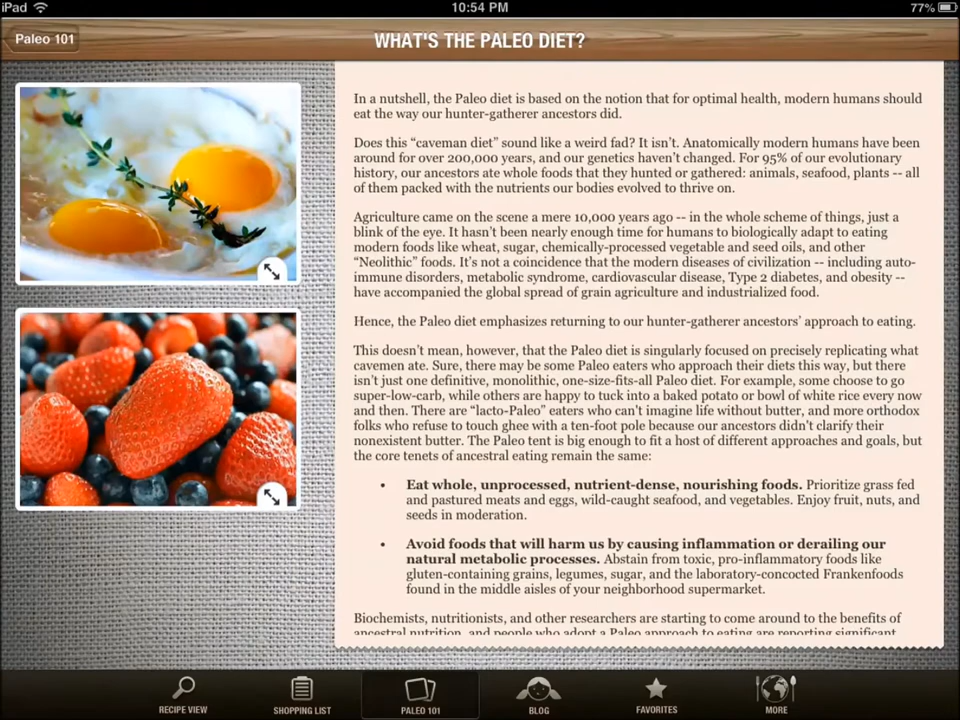 iPad
10:54 PM
77%
Paleo 101
WHAT'S THE PALEO DIET?
In a nutshell, the Paleo diet is based on the notion that for optimal health, modern humans should
eat the way our hunter-gatherer ancestors did.
Does this “caveman diet” sound like a weird fad? It isn’t. Anatomically modern humans have been
around for over 200,000 years, and our genetics haven’t changed. For 95% of our evolutionary
history, our ancestors ate whole foods that they hunted or gathered: animals, seafood, plants -- all
of them packed with the nutrients our bodies evolved to thrive on.
Agriculture came on the scene a mere 10,000 years ago -- in the whole scheme of things, just a
blink of the eye. It hasn’t been nearly enough time for humans to biologically adapt to eating
modern foods like wheat, sugar, chemically-processed vegetable and seed oils, and other
“Neolithic” foods. It’s not a coincidence that the modern diseases of civilization -- including auto-
immune disorders, metabolic syndrome, cardiovascular disease, Type 2 diabetes, and obesity --
have accompanied the global spread of grain agriculture and industrialized food.
Hence, the Paleo diet emphasizes returning to our hunter-gatherer ancestors’ approach to eating.
This doesn’t mean, however, that the Paleo diet is singularly focused on precisely replicating what
cavemen ate. Sure, there may be some Paleo eaters who approach their diets this way, but there
isn’t just one definitive, monolithic, one-size-fits-all Paleo diet. For example, some choose to go
super-low-carb, while others are happy to tuck into a baked potato or bowl of white rice every now
and then. There are “lacto-Paleo” eaters who can’t imagine life without butter, and more orthodox
folks who refuse to touch ghee with a ten-foot pole because our ancestors didn’t clarify their
nonexistent butter. The Paleo tent is big enough to fit a host of different approaches and goals, but
the core tenets of ancestral eating remain the same:
• Eat whole, unprocessed, nutrient-dense, nourishing foods. Prioritize grass fed
and pastured meats and eggs, wild-caught seafood, and vegetables. Enjoy fruit, nuts, and
seeds in moderation.
• Avoid foods that will harm us by causing inflammation or derailing our
natural metabolic processes. Abstain from toxic, pro-inflammatory foods like
gluten-containing grains, legumes, sugar, and the laboratory-concocted Frankenfoods
found in the middle aisles of your neighborhood supermarket.
Biochemists, nutritionists, and other researchers are starting to come around to the benefits of
ancestral nutrition, and people who adopt a Paleo approach to eating are reporting significant
RECIPE VIEW
SHOPPING LIST
PALEO 101
BLOG
FAVORITES
MORE